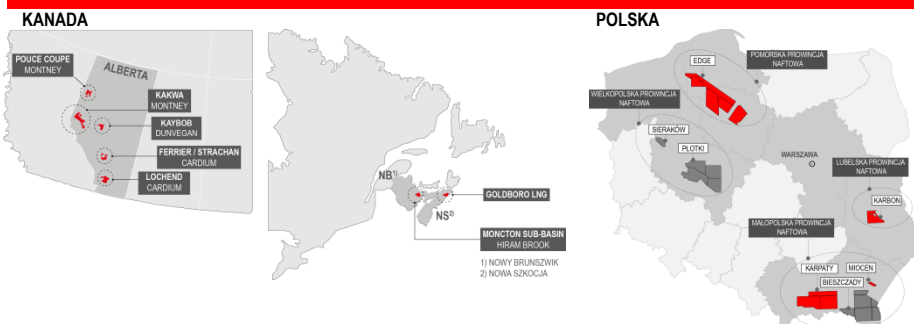 KANADA
POUCE COUPE
MONTNEY
ALBERTA
KAKWA
MONTNEY
KAYBOB
DUNVEGAN
FERRIER / STRACHAN
CARDIUM
LOCHEND
CARDIUM
NB1)
NS2)
GOLDBORO LNG
MONCTON SUB-BASIN
HIRAM BROOK
1) NOWY BRUNSZWIK
2) NOWA SZKOCJA
POLSKA
EDGE
POMORSKA PROWINCJA
NAFTOWA
WIELKOPOLSKA PROWINCJA
NAFTOWA
SIERAKÓW
PŁOTKI
WARSZAWA
LUBELSKA PROWINCJA
NAFTOWA
KARBON
MAŁOPOLSKA PROWINCJA
NAFTOWA
KARPATY
MIOCEN
BIESZCZADY